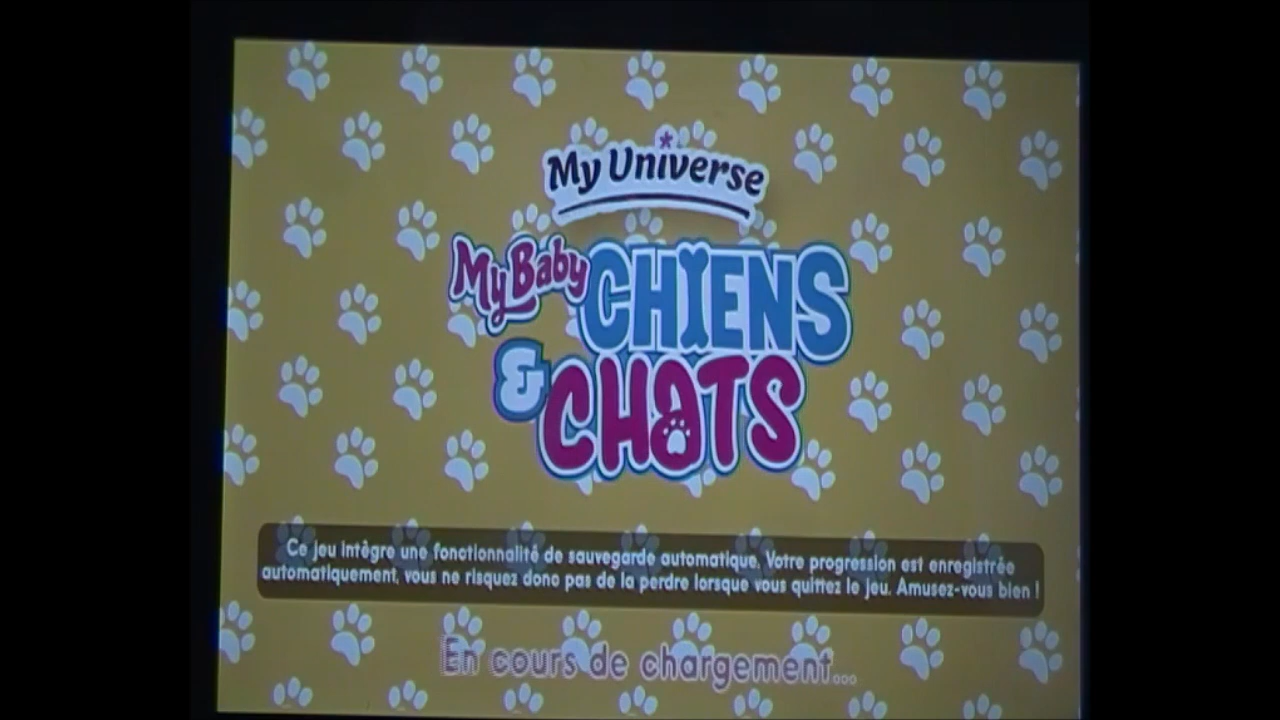 My Universe
My Baby CHIENS
& CHATS
Ce jeu intègre une fonctionnalité de sauvegarde automatique. Votre progression est enregistrée
automatiquement, vous ne risquez donc pas de la perdre lorsque vous quittez le jeu. Amusez-vous bien !
En cours de chargement...